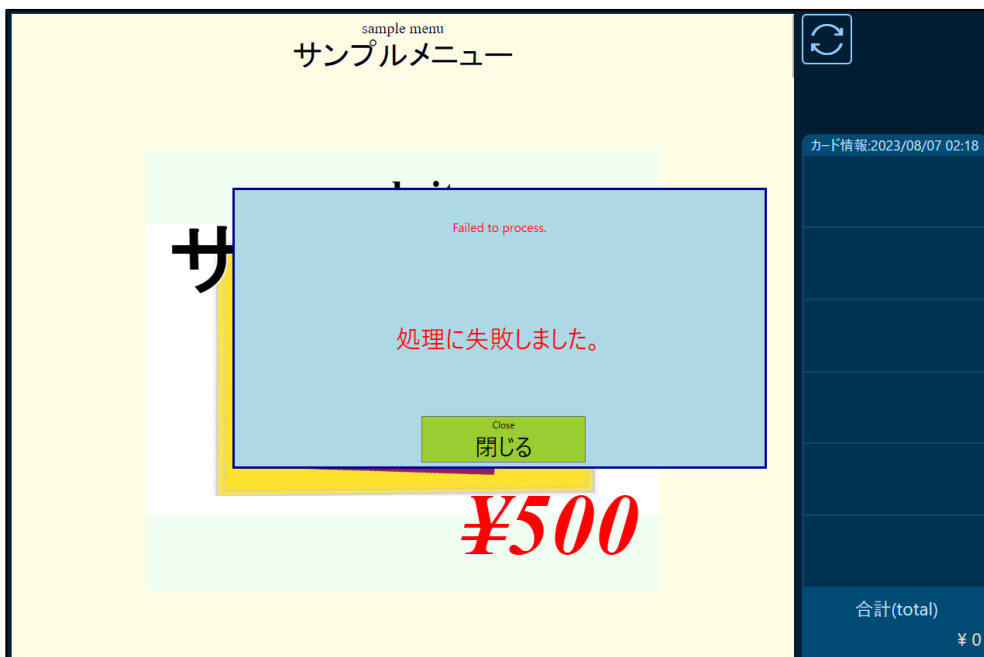 sample menu
サンプルメニュー
カード情報:2023/08/07 02:18
Failed to process.
処理に失敗しました。
Close
閉じる
¥500
合計(total)
¥ 0